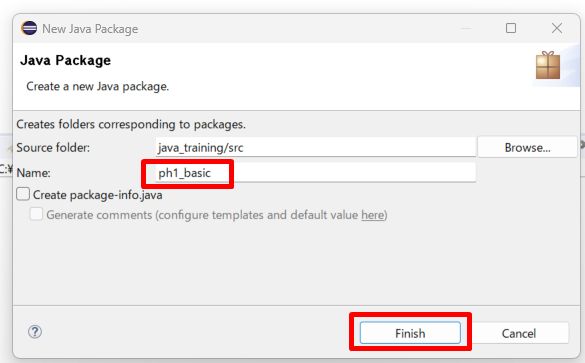 New Java Package
Java Package
Create a new Java package.
Creates folders corresponding to packages.
Source folder: java_training/src Browse...
C:¥
Name: ph1_basic
Create package-info.java
Generate comments (configure templates and default value here)
? Finish Cancel